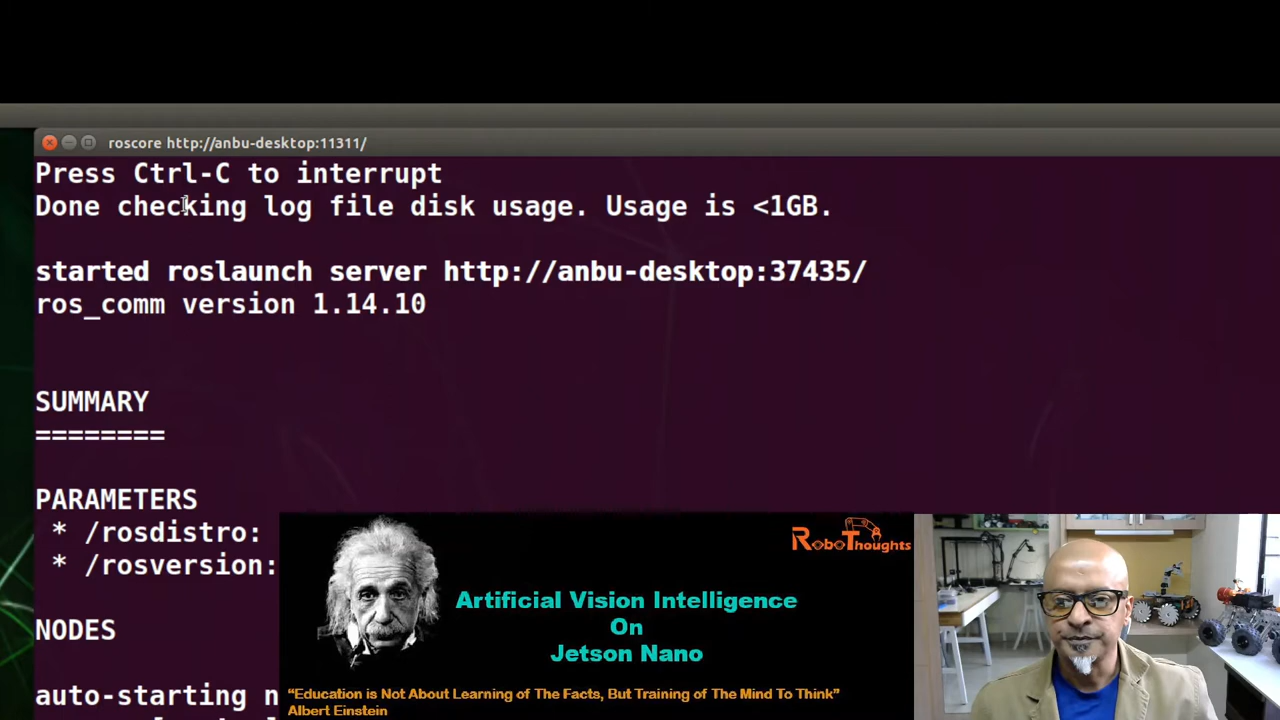 roscore http://anbu-desktop:11311/
Press Ctrl-C to interrupt
Done checking log file disk usage. Usage is <1GB.
started roslaunch server http://anbu-desktop:37435/
ros_comm version 1.14.10
SUMMARY
========
PARAMETERS
* /rosdistro:
* /rosversion:
NODES
auto-starting n
RoboThoughts
Artificial Vision Intelligence
On
Jetson Nano
“Education is Not About Learning of The Facts, But Training of The Mind To Think”
Albert Einstein